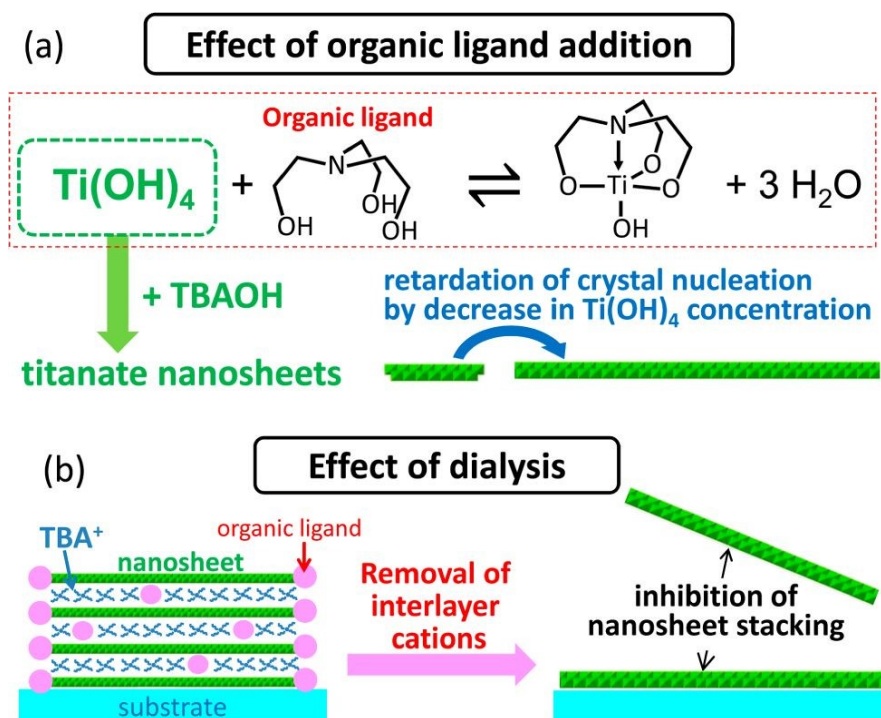 (a)
Effect of organic ligand addition
Organic ligand
Ti(OH)₄ + N OH OH OH ⇌ N O Ti O O OH + 3 H₂O
+ TBAOH
retardation of crystal nucleation
by decrease in Ti(OH)₄ concentration
titanate nanosheets
(b)
Effect of dialysis
TBA⁺
organic ligand
nanosheet
Removal of
interlayer
cations
inhibition of
nanosheet stacking
substrate